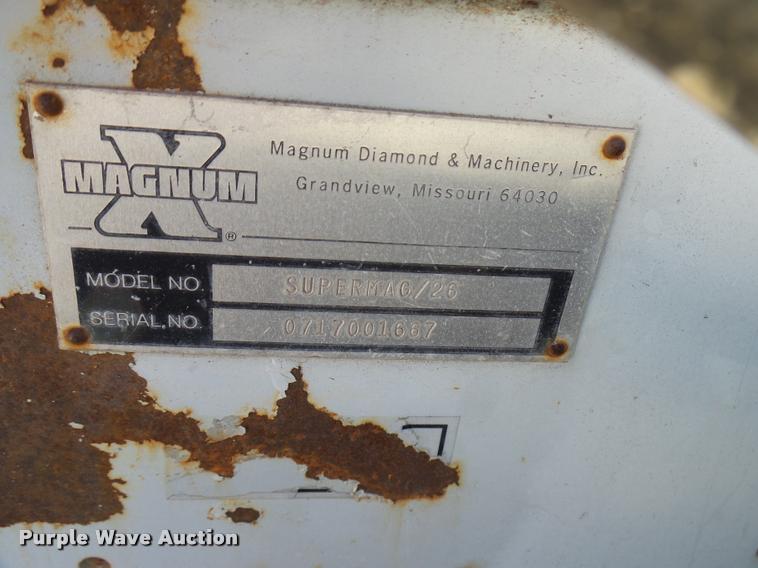 MAGNUM
X
®
Magnum Diamond & Machinery, Inc.
Grandview, Missouri 64030
MODEL NO. SUPERMAG/26
SERIAL NO. 0717001667
Purple Wave Auction